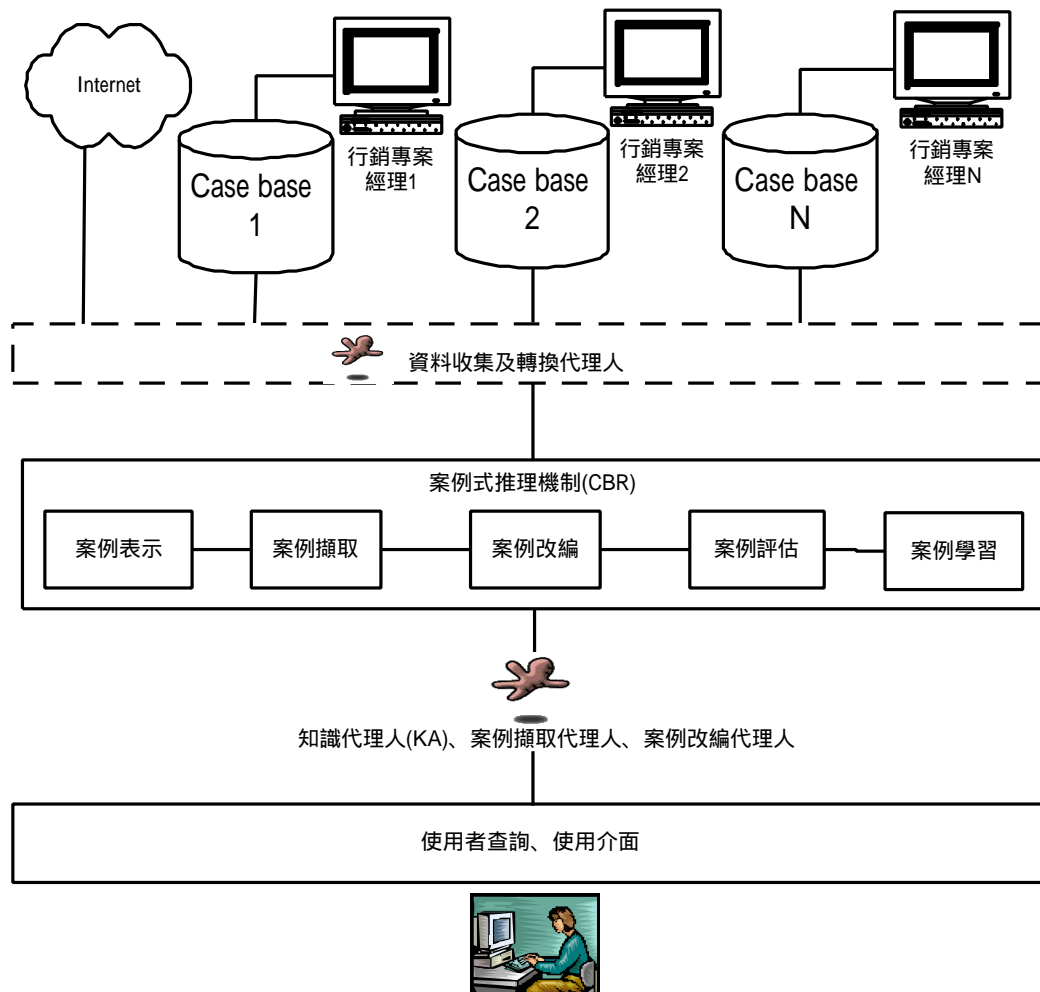 Internet
行銷專案
經理1
行銷專案
經理2
行銷專案
經理N
Case base
1
Case base
2
Case base
N
資料收集及轉換代理人
案例式推理機制(CBR)
案例表示
案例擷取
案例改編
案例評估
案例學習
知識代理人(KA)、案例擷取代理人、案例改編代理人
使用者查詢、使用介面